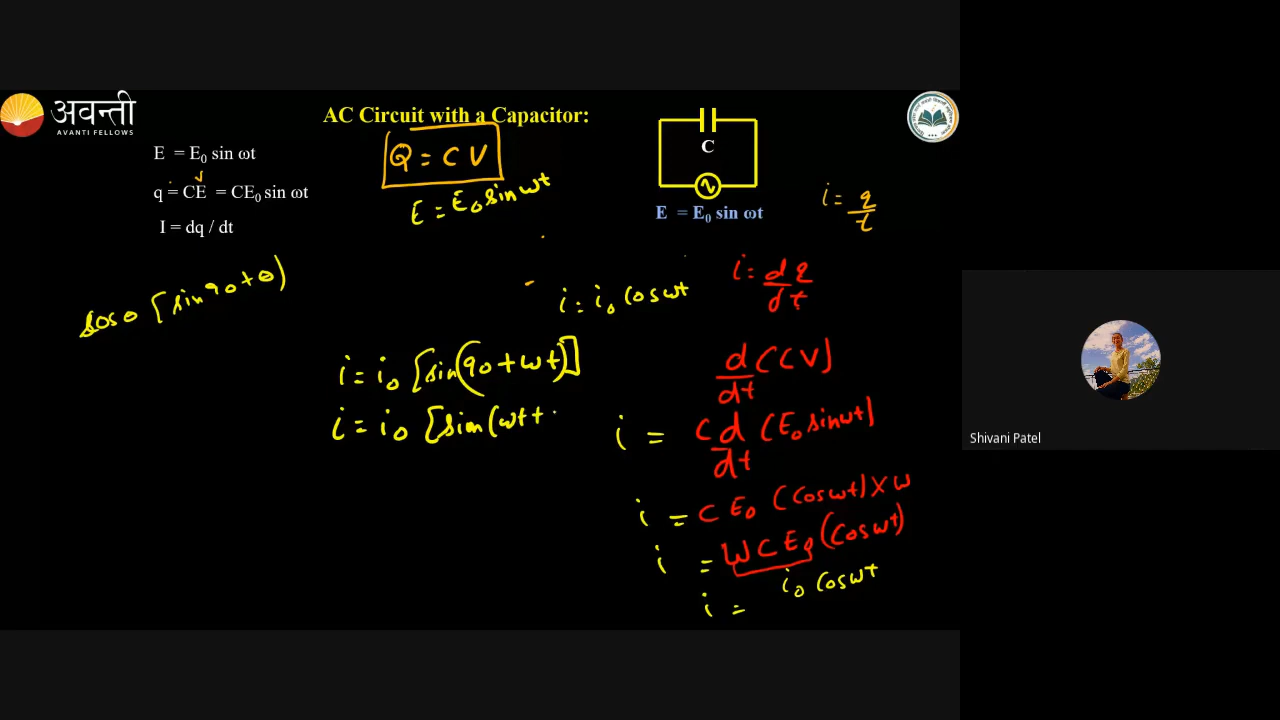 अवन्ती
AVANTI FELLOWS
AC Circuit with a Capacitor:
E = E₀ sin ωt
q = CE = CE₀ sin ωt
I = dq / dt
Q = CV
E = E₀ sin ωt
C
E = E₀ sin ωt
i = q/t
cos θ [sin 90 + θ)
i = i₀ cos ωt
i = i₀ [sin(90 + ωt)]
i = i₀ [sin(ωt +
i = dq/dt
d/dt (CV)
i = C d/dt (E₀ sin ωt)
i = C E₀ (cos ωt) × ω
i = ω C E₀ (cos ωt)
i = i₀ cos ωt
Shivani Patel